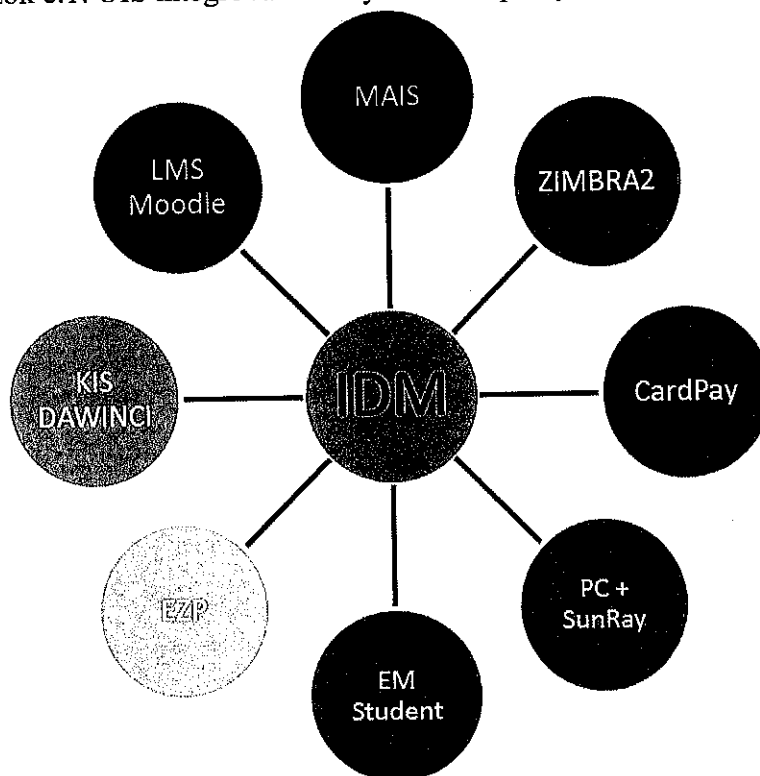 MAIS
LMS
Moodle
ZIMBRA2
KIS
DAWINCI
IDM
CardPay
EZP
PC +
SunRay
EM
Student